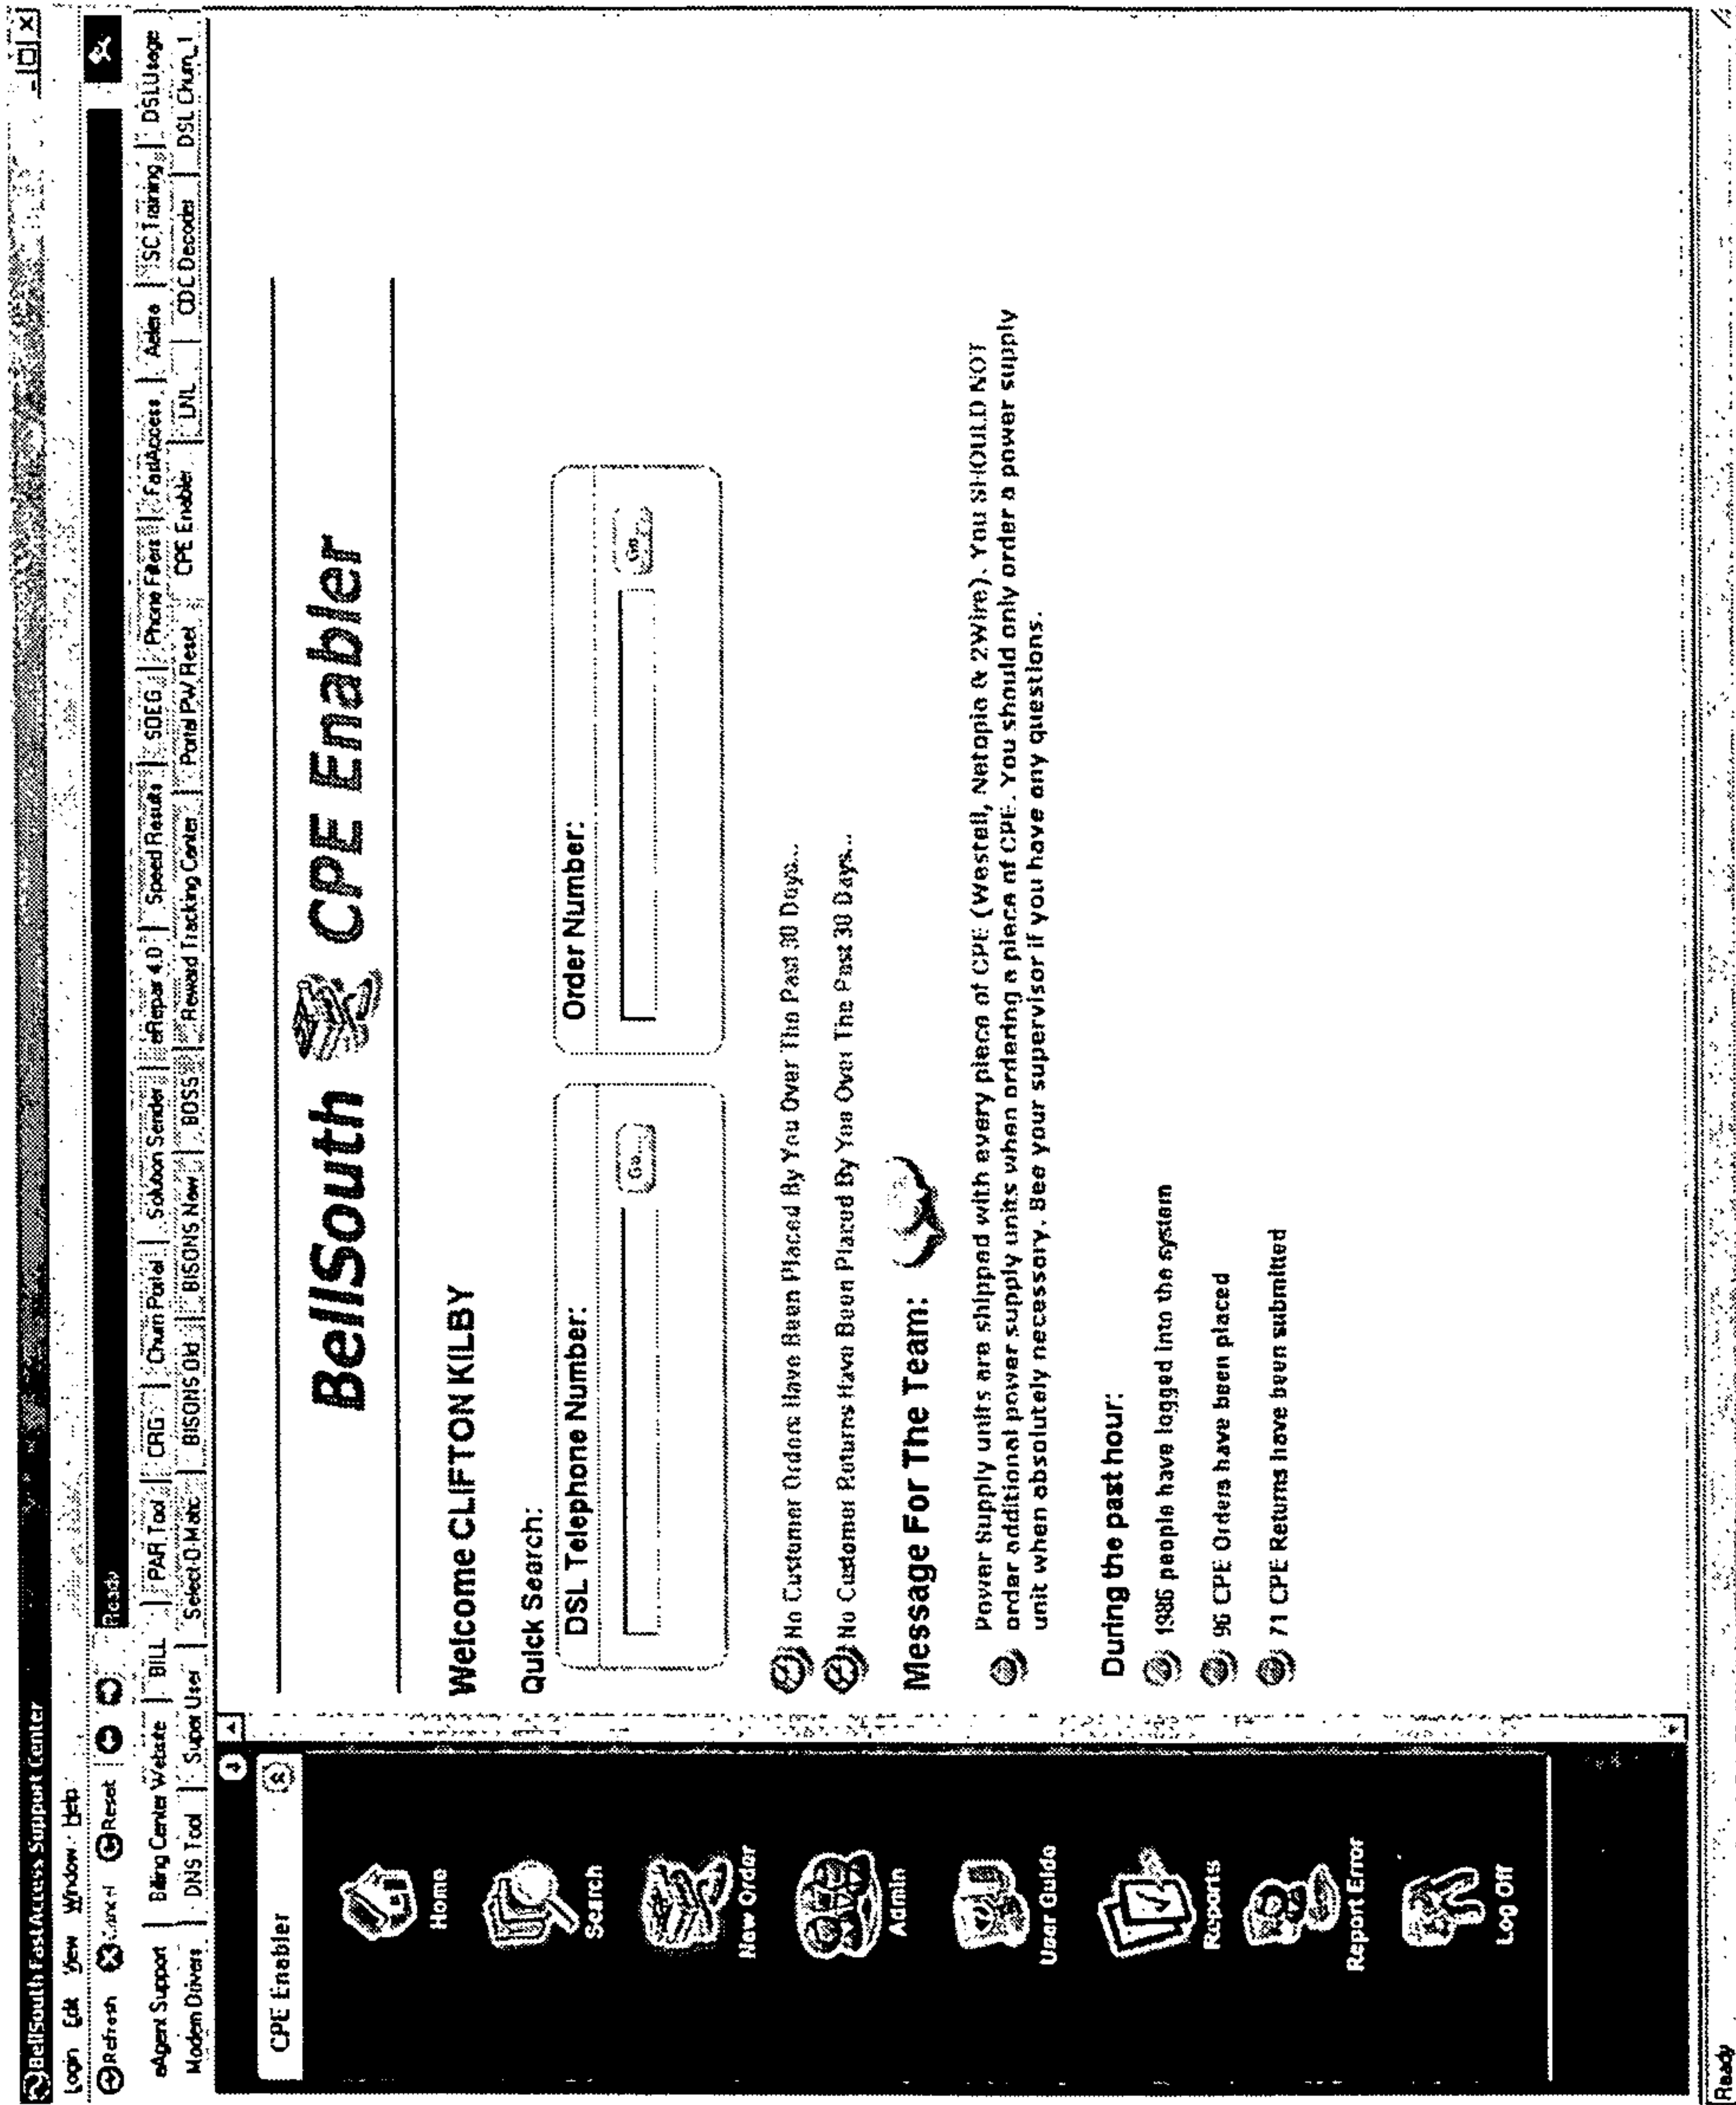 BellSouth FastAccess Support Center
Login Edit View Window Help
Refresh Cancel Reset Ready
eAgent Support Billing Center Website BILL PAR Tool CRG Churn Portal Solution Sender eRepair 4.0 Speed Results SOEG Phone Filters FastAccess Axlera SC Training DSL Usage
Modem Drivers DNS Tool Super User Select-O-Matic BISONS Old BISONS New BOSS Reward Tracking Center Portal PW Reset CPE Enabler LNL CDC Decoder DSL Churn_1
CPE Enabler
Home
Search
New Order
Admin
User Guide
Reports
Report Error
Log Off
BellSouth CPE Enabler
Welcome CLIFTON KILBY
Quick Search:
DSL Telephone Number: Order Number:
Go... Go...
No Customer Orders Have Been Placed By You Over The Past 30 Days...
No Customer Returns Have Been Placed By You Over The Past 30 Days...
Message For The Team:
Power Supply units are shipped with every piece of CPE (Westell, Netopia & 2Wire). You SHOULD NOT
order additional power supply units when ordering a piece of CPE. You should only order a power supply
unit when absolutely necessary. See your supervisor if you have any questions.
During the past hour:
1986 people have logged into the system
96 CPE Orders have been placed
71 CPE Returns have been submitted
Ready